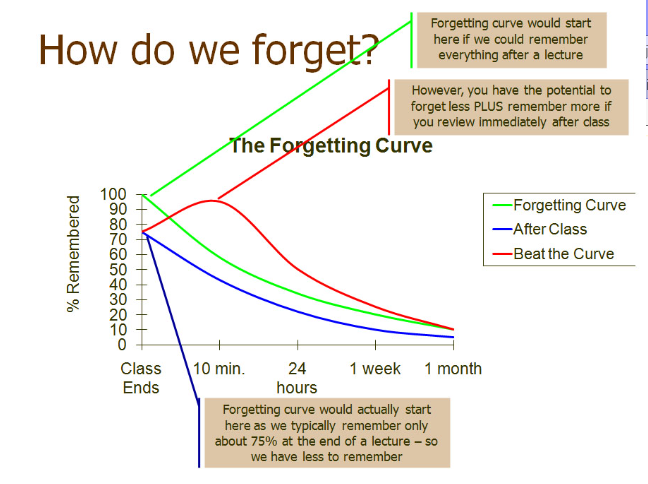 How do we forget?
Forgetting curve would start
here if we could remember
everything after a lecture
However, you have the potential to
forget less PLUS remember more if
you review immediately after class
The Forgetting Curve
% Remembered
100
90
80
70
60
50
40
30
20
10
0
Class
Ends
10 min.
24
hours
1 week
1 month
Forgetting Curve
After Class
Beat the Curve
Forgetting curve would actually start
here as we typically remember only
about 75% at the end of a lecture – so
we have less to remember